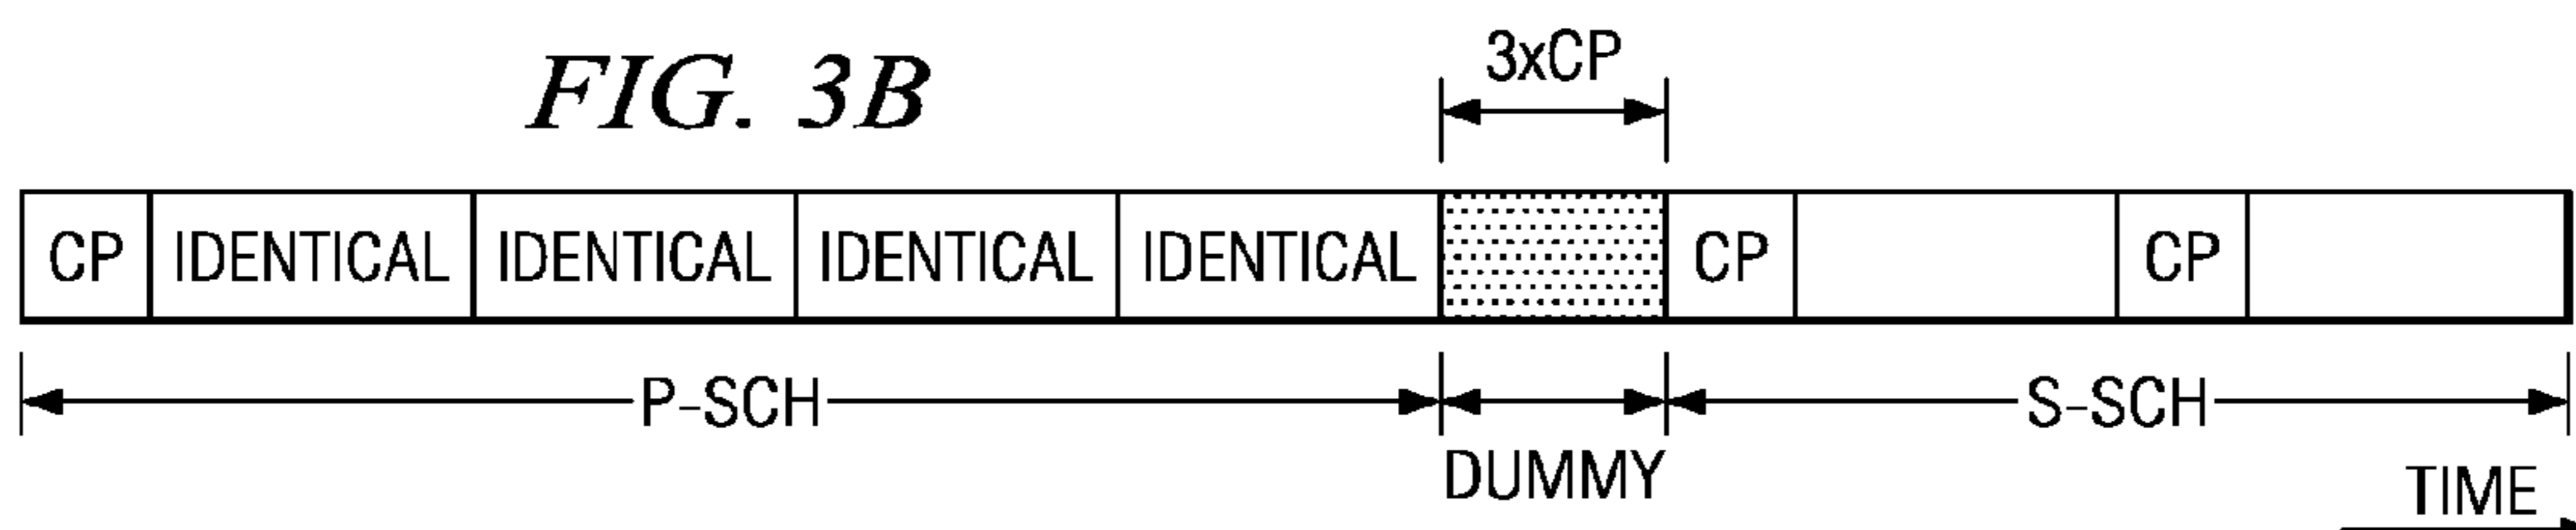 FIG. 3B
3xCP
CP IDENTICAL IDENTICAL IDENTICAL IDENTICAL CP CP
P-SCH S-SCH
DUMMY
TIME